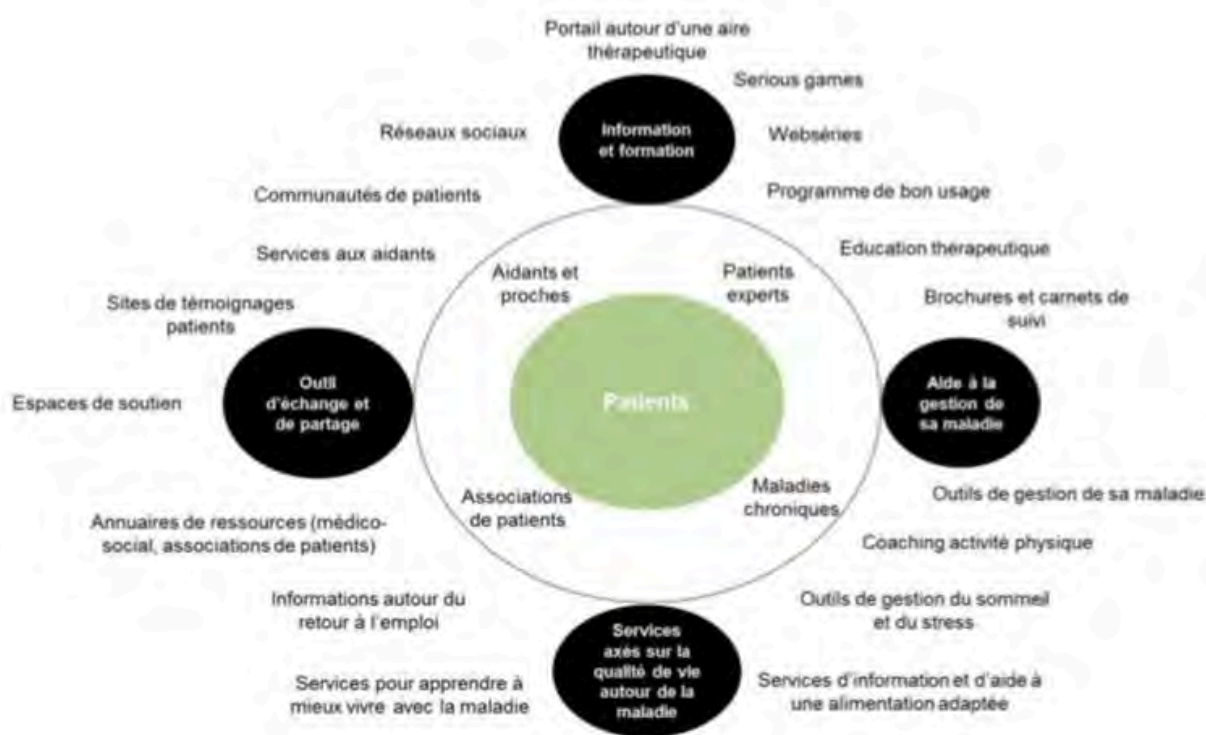 Portail autour d'une aire
thérapeutique
Serious games
Information
et formation
Réseaux sociaux
Webséries
Communautés de patients
Programme de bon usage
Services aux aidants
Education thérapeutique
Aidants et
proches
Patients
experts
Sites de témoignages
patients
Brochures et carnets de
suivi
Outil
d'échange et
de partage
Espaces de soutien
Patients
Aide à la
gestion de
sa maladie
Associations
de patients
Maladies
chroniques
Outils de gestion de sa maladie
Annuaires de ressources (médico-
social, associations de patients)
Coaching activité physique
Informations autour du
retour à l'emploi
Outils de gestion du sommeil
et du stress
Services
axés sur la
qualité de vie
autour de la
maladie
Services pour apprendre à
mieux vivre avec la maladie
Services d'information et d'aide à
une alimentation adaptée